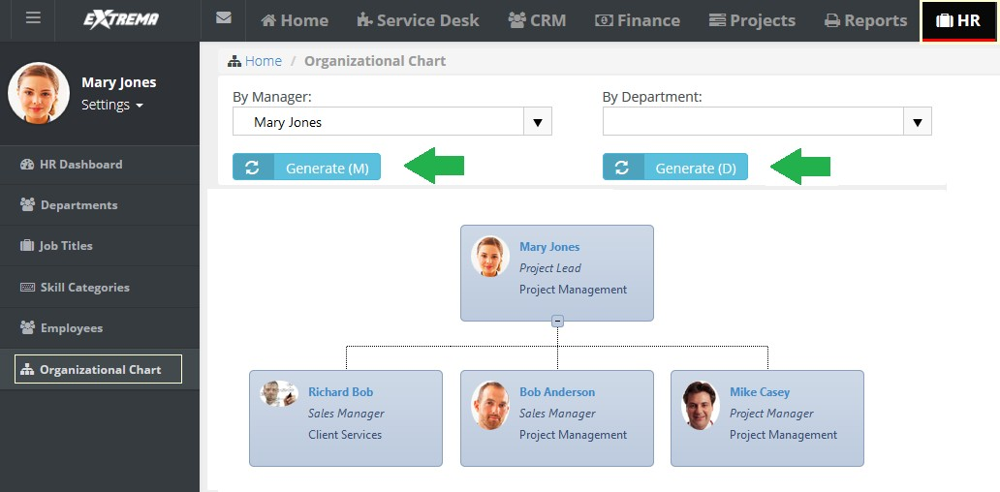 EXTREMA Home Service Desk CRM Finance Projects Reports HR
Mary Jones
Settings
HR Dashboard
Departments
Job Titles
Skill Categories
Employees
Organizational Chart
Home / Organizational Chart
By Manager: By Department:
Mary Jones
Generate (M) Generate (D)
Mary Jones
Project Lead
Project Management
Richard Bob
Sales Manager
Client Services
Bob Anderson
Sales Manager
Project Management
Mike Casey
Project Manager
Project Management